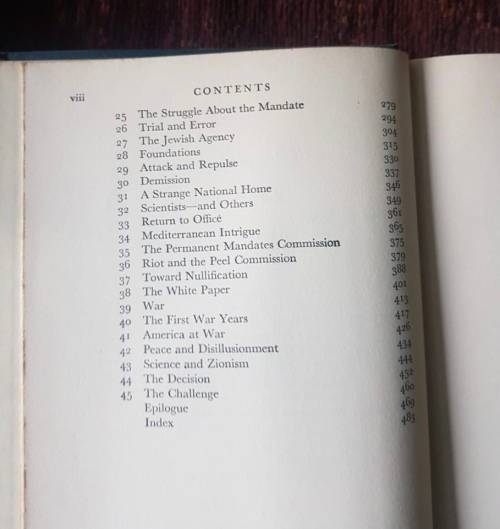 viii CONTENTS
25 The Struggle About the Mandate 279
26 Trial and Error 294
27 The Jewish Agency 304
28 Foundations 315
29 Attack and Repulse 330
30 Demission 337
31 A Strange National Home 346
32 Scientists—and Others 349
33 Return to Office 361
34 Mediterranean Intrigue 365
35 The Permanent Mandates Commission 375
36 Riot and the Peel Commission 379
37 Toward Nullification 388
38 The White Paper 401
39 War 413
40 The First War Years 417
41 America at War 426
42 Peace and Disillusionment 434
43 Science and Zionism 444
44 The Decision 452
45 The Challenge 460
Epilogue 469
Index 483